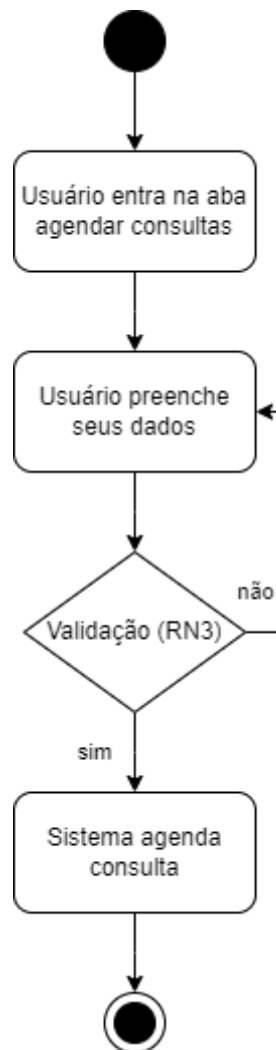 Usuário entra na aba
agendar consultas
Usuário preenche
seus dados
Validação (RN3)
não
sim
Sistema agenda
consulta